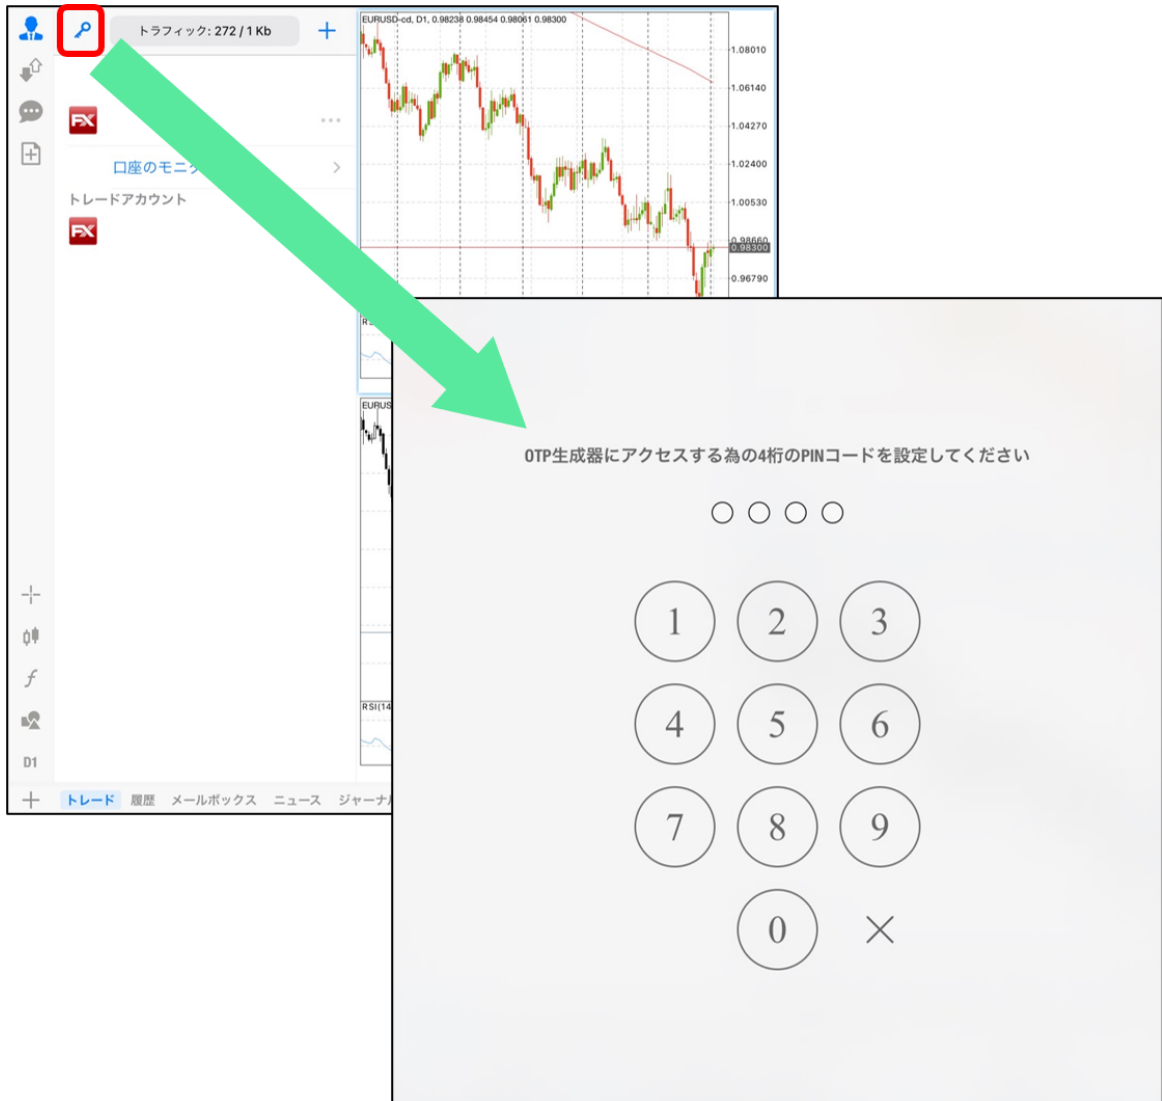 トラフィック: 272 / 1 Kb
FX
口座のモニタ
トレードアカウント
FX
D1
トレード 履歴 メールボックス ニュース ジャーナル
EURUSD-cd, D1, 0.98238 0.98454 0.98061 0.98300
1.08010
1.06140
1.04270
1.02400
1.00530
0.98660
0.98300
0.96790
EURUS
RSI(14
OTP生成器にアクセスする為の4桁のPINコードを設定してください
1 2 3
4 5 6
7 8 9
0